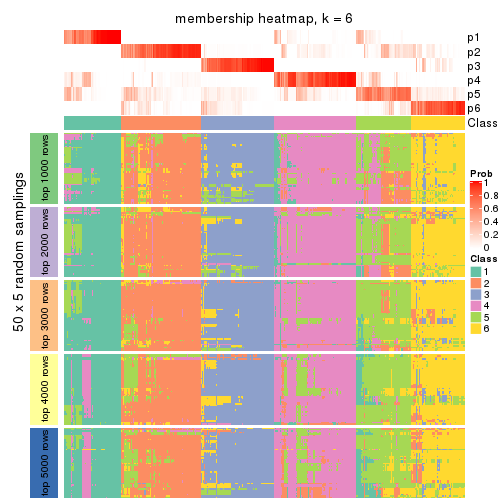 membership heatmap, k = 6
p1
p2
p3
p4
p5
p6
Class
50 x 5 random samplings
top 1000 rows
top 2000 rows
top 3000 rows
top 4000 rows
top 5000 rows
Prob
1
0.8
0.6
0.4
0.2
0
Class
1
2
3
4
5
6